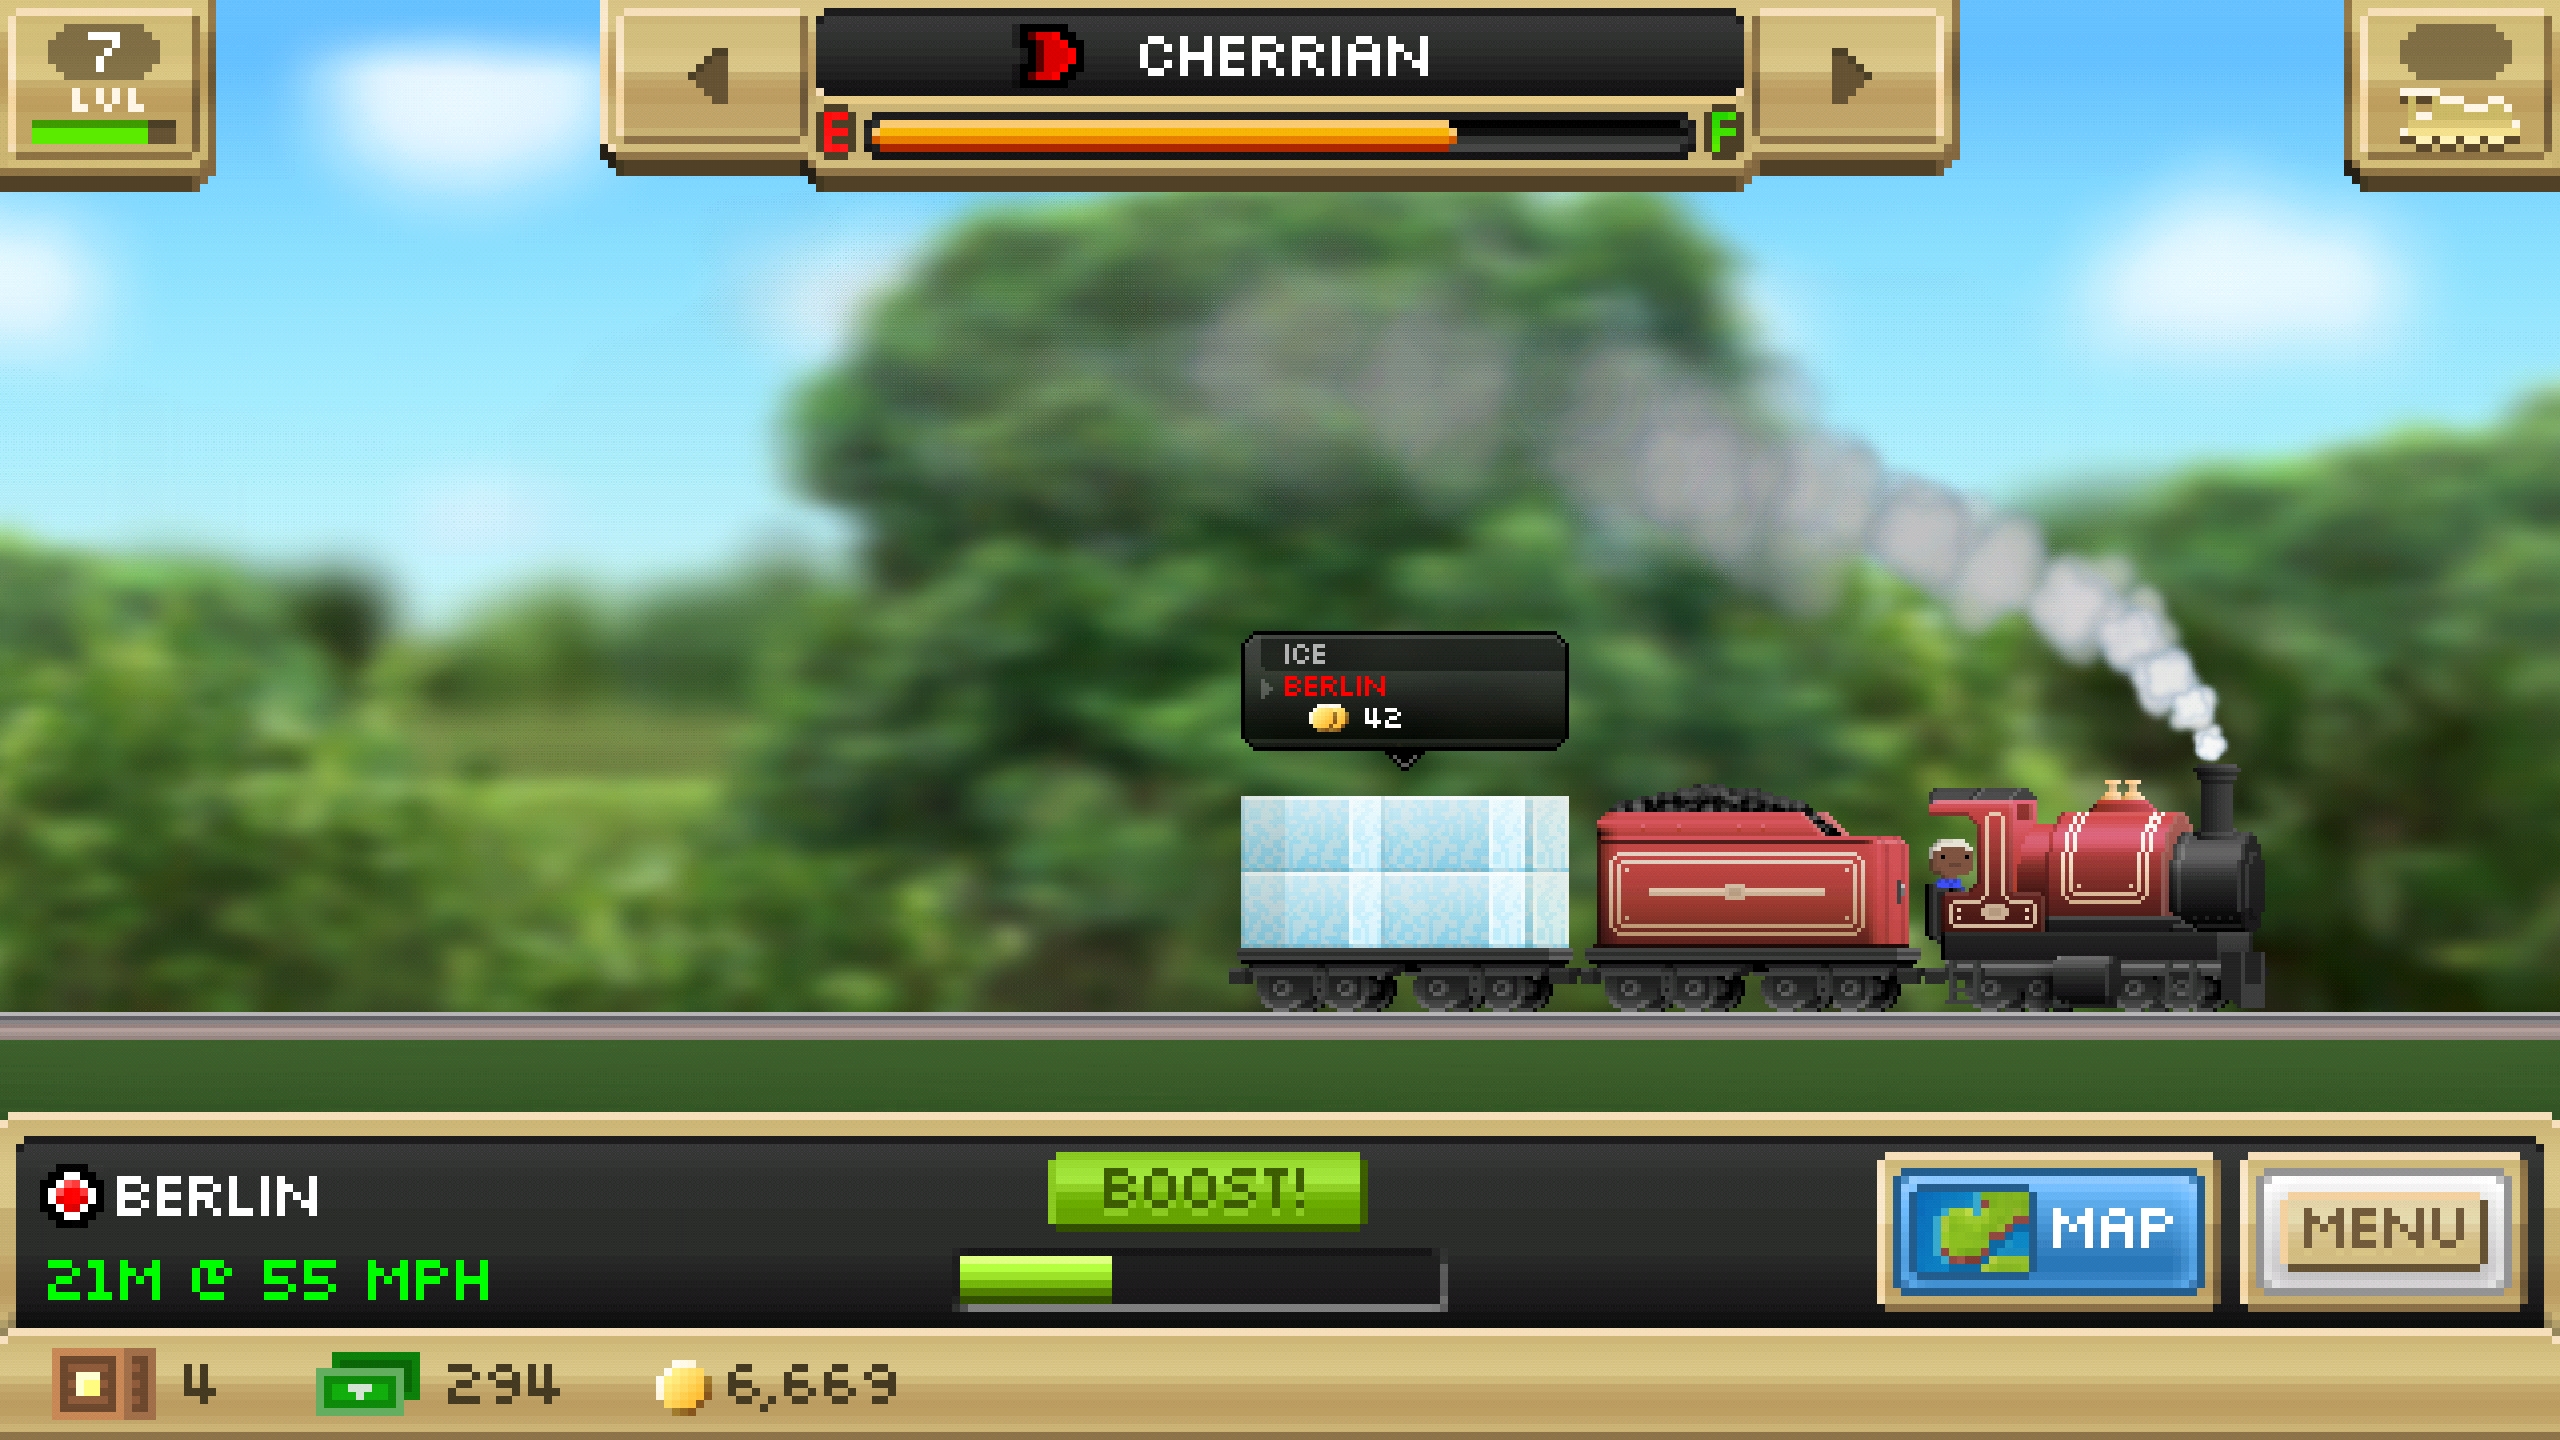 7
LVL
CHERRIAN
E F
ICE
BERLIN
42
BERLIN
21M @ 55 MPH
BOOST!
MAP
MENU
4 294 6,669